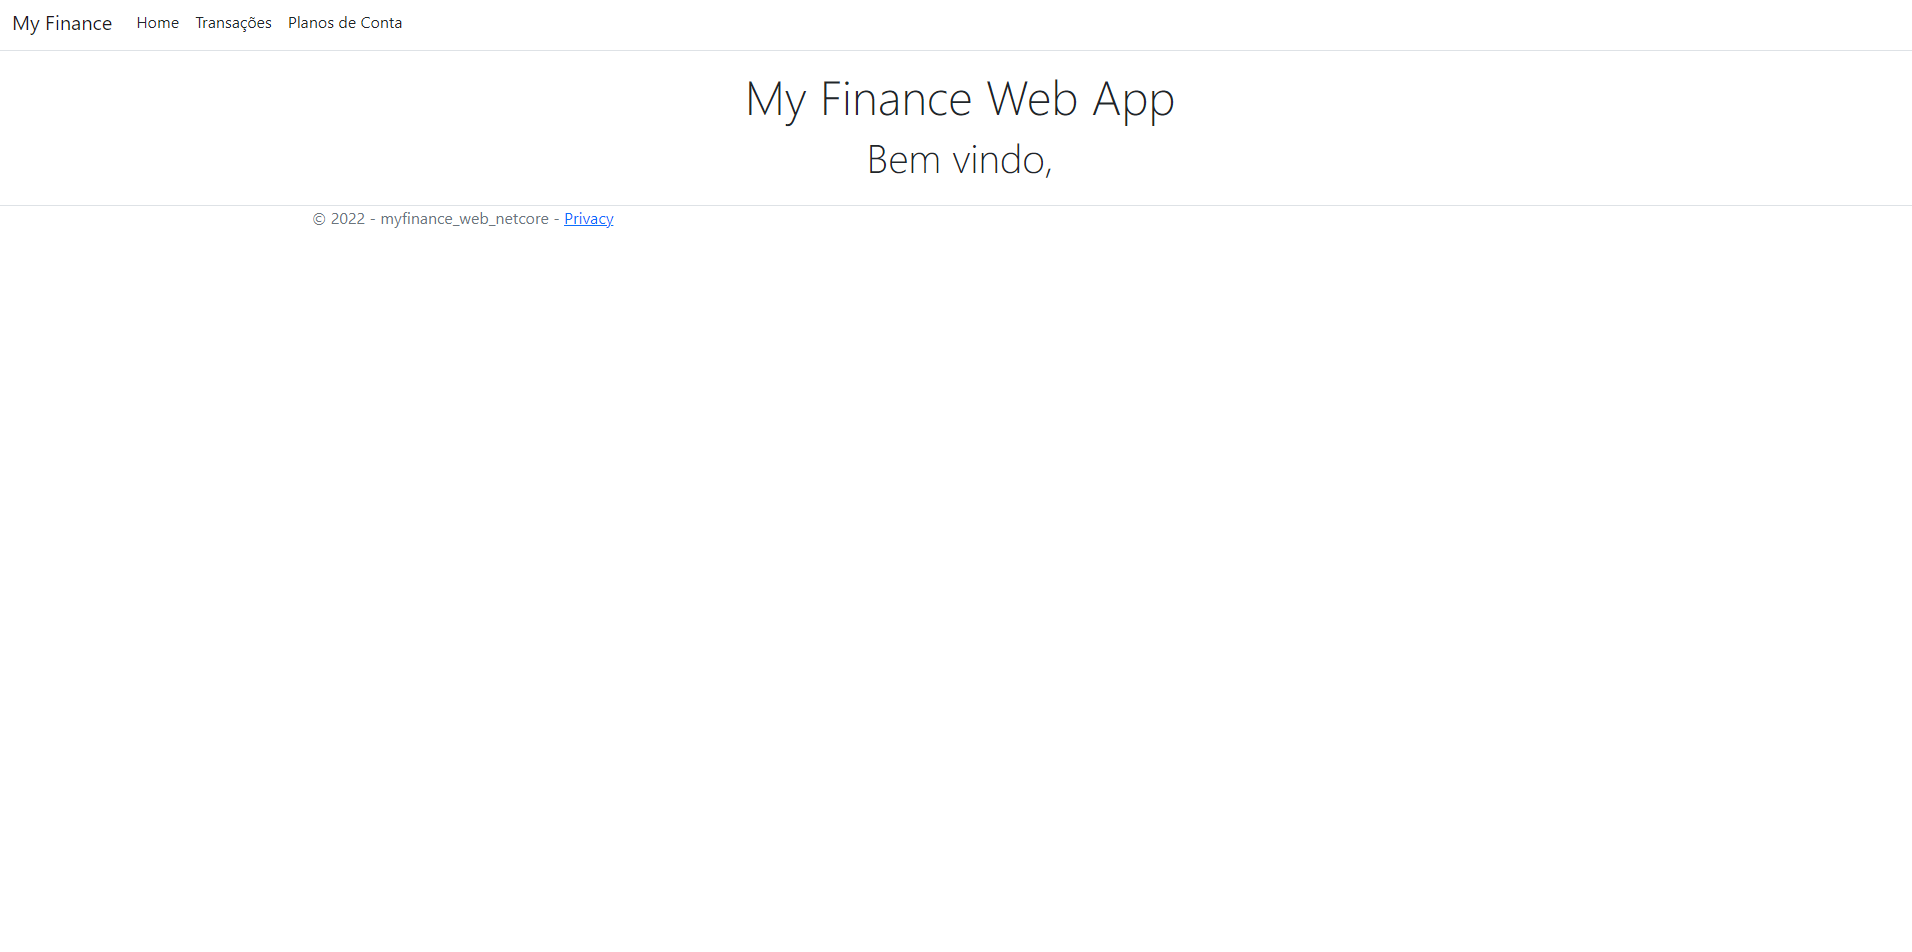 My Finance Home Transações Planos de Conta
My Finance Web App
Bem vindo,
© 2022 - myfinance_web_netcore - Privacy